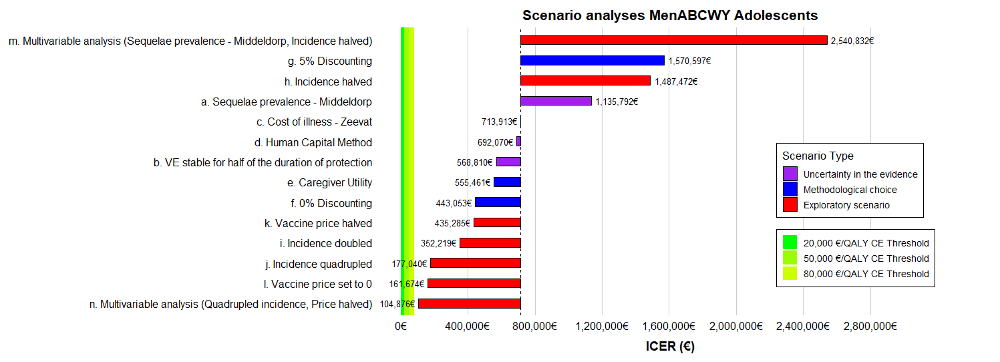 Scenario analyses MenABCWY Adolescents
m. Multivariable analysis (Sequelae prevalence - Middeldorp, Incidence halved)
2,540,832€
g. 5% Discounting
1,570,597€
h. Incidence halved
1,487,472€
a. Sequelae prevalence - Middeldorp
1,135,792€
c. Cost of illness - Zeevat
713,913€
d. Human Capital Method
692,070€
b. VE stable for half of the duration of protection
568,810€
e. Caregiver Utility
555,461€
f. 0% Discounting
443,053€
k. Vaccine price halved
435,285€
i. Incidence doubled
352,219€
j. Incidence quadrupled
177,040€
l. Vaccine price set to 0
161,674€
n. Multivariable analysis (Quadrupled incidence, Price halved)
104,876€
Scenario Type
Uncertainty in the evidence
Methodological choice
Exploratory scenario
20,000 €/QALY CE Threshold
50,000 €/QALY CE Threshold
80,000 €/QALY CE Threshold
0€
400,000€
800,000€
1,200,000€
1,600,000€
2,000,000€
2,400,000€
2,800,000€
ICER (€)